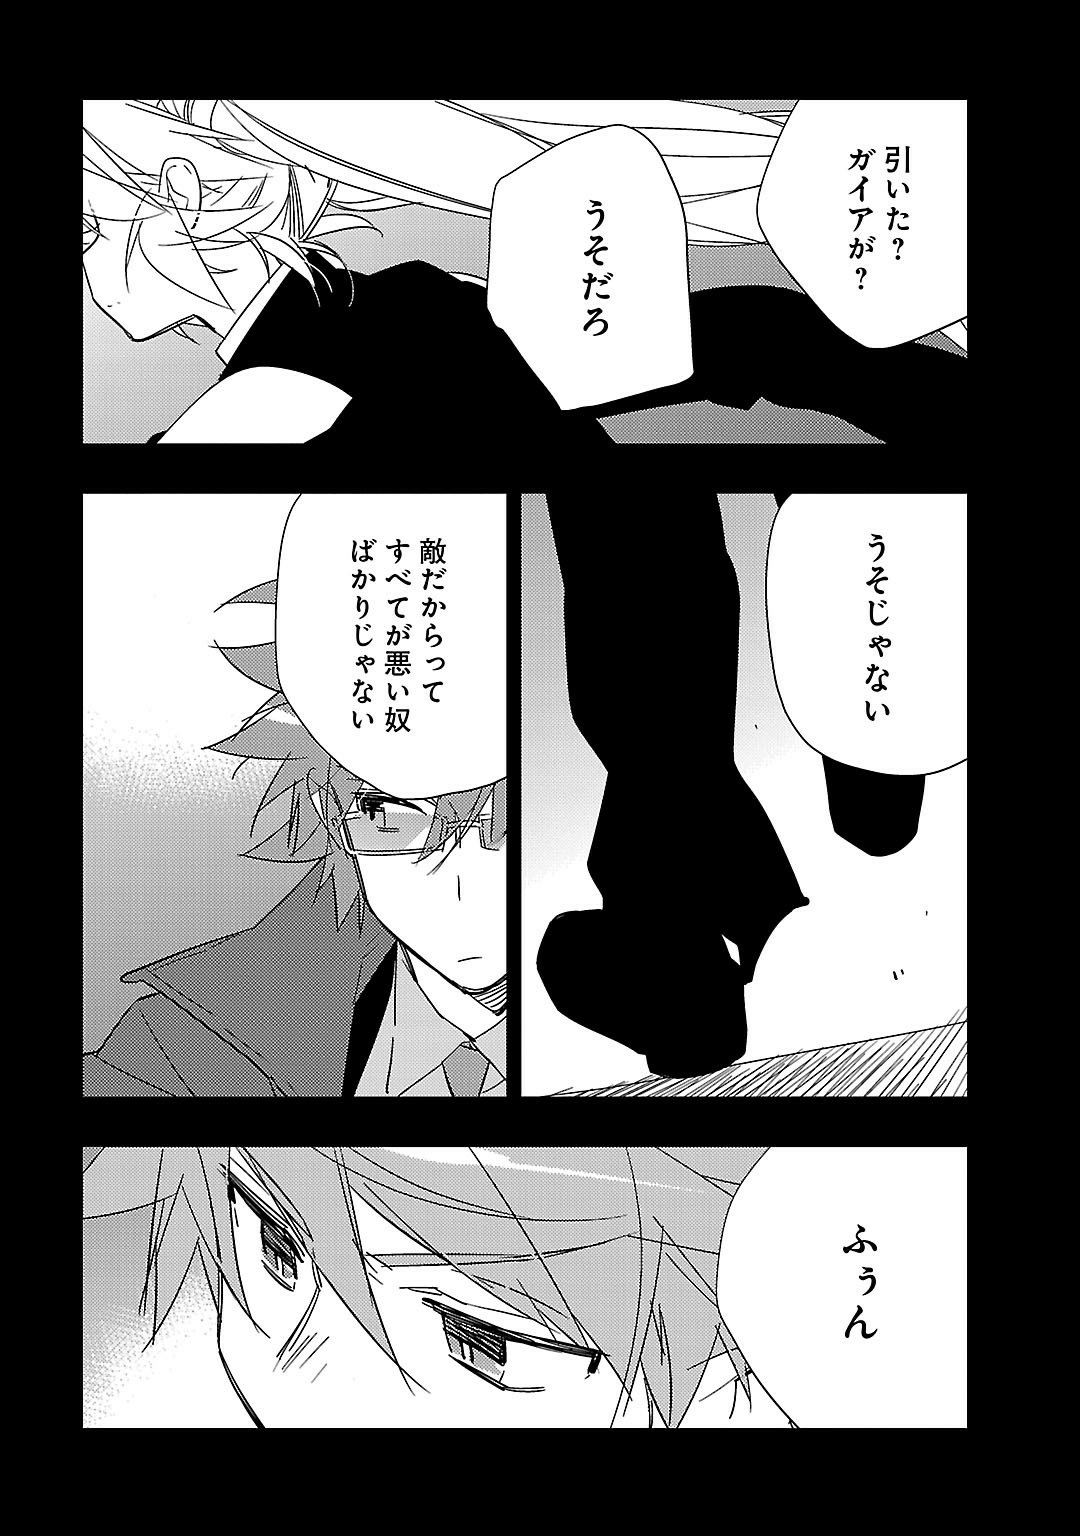 引いた？
ガイアが？
うそだろ
うそじゃない
敵だからって
すべてが悪い奴
ばかりじゃない
ふぅん